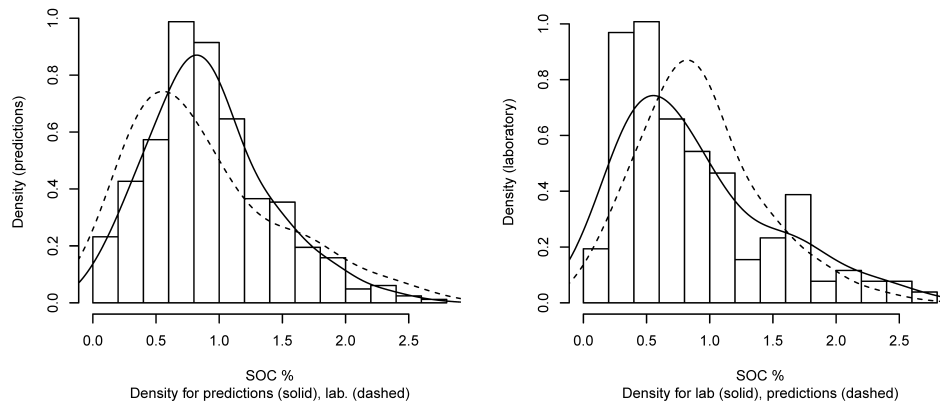 Density (predictions)
1.0
0.8
0.6
0.4
0.2
0.0
0.0 0.5 1.0 1.5 2.0 2.5
SOC %
Density for predictions (solid), lab. (dashed)
Density (laboratory)
1.0
0.8
0.6
0.4
0.2
0.0
0.0 0.5 1.0 1.5 2.0 2.5
SOC %
Density for lab (solid), predictions (dashed)